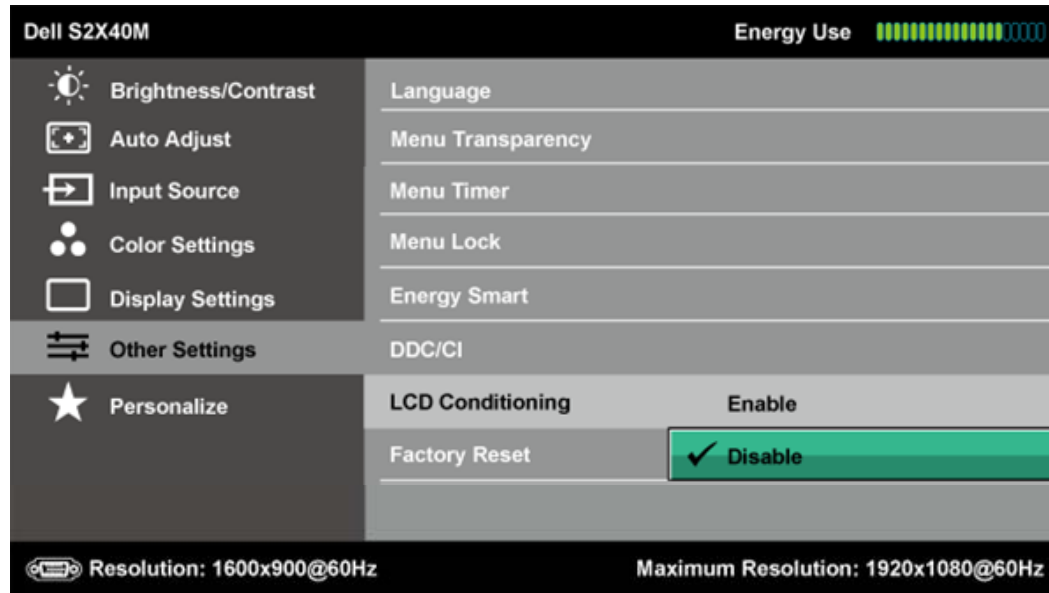 Dell S2X40M Energy Use
Brightness/Contrast Language
Auto Adjust Menu Transparency
Input Source Menu Timer
Color Settings Menu Lock
Display Settings Energy Smart
Other Settings DDC/CI
Personalize LCD Conditioning Enable
Factory Reset Disable
Resolution: 1600x900@60Hz Maximum Resolution: 1920x1080@60Hz